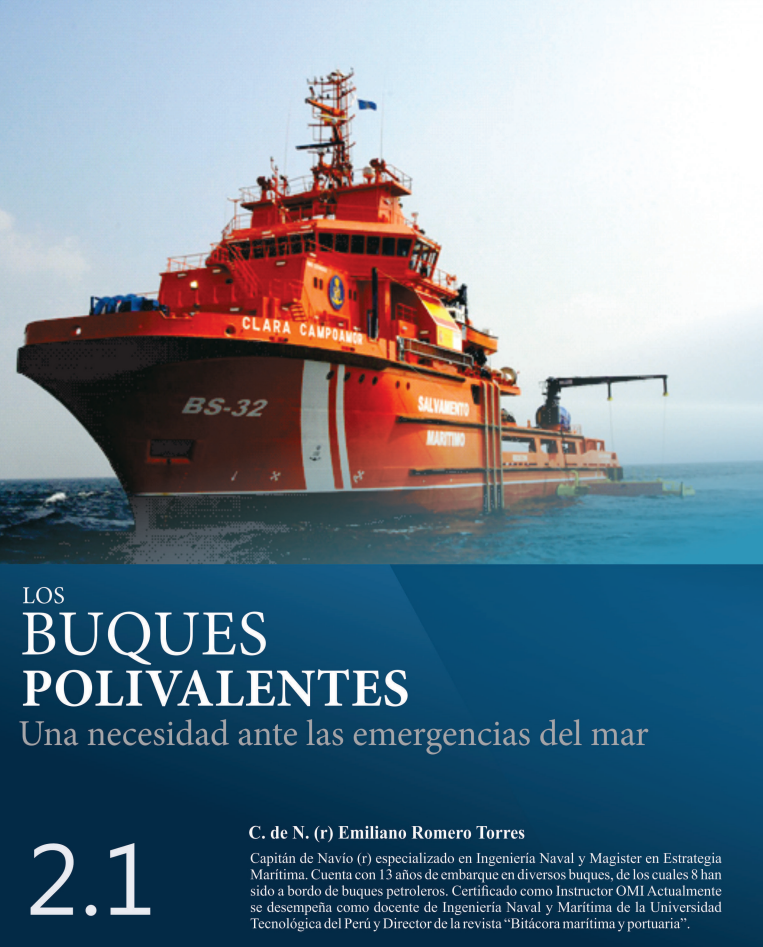 CLARA CAMPOAMOR
BS-32
SALVAMENTO
MARITIMO
LOS
BUQUES
POLIVALENTES
Una necesidad ante las emergencias del mar
2.1
C. de N. (r) Emiliano Romero Torres
Capitán de Navío (r) especializado en Ingeniería Naval y Magister en Estrategia
Marítima. Cuenta con 13 años de embarque en diversos buques, de los cuales 8 han
sido a bordo de buques petroleros. Certificado como Instructor OMI Actualmente
se desempeña como docente de Ingeniería Naval y Marítima de la Universidad
Tecnológica del Perú y Director de la revista “Bitácora marítima y portuaria”.